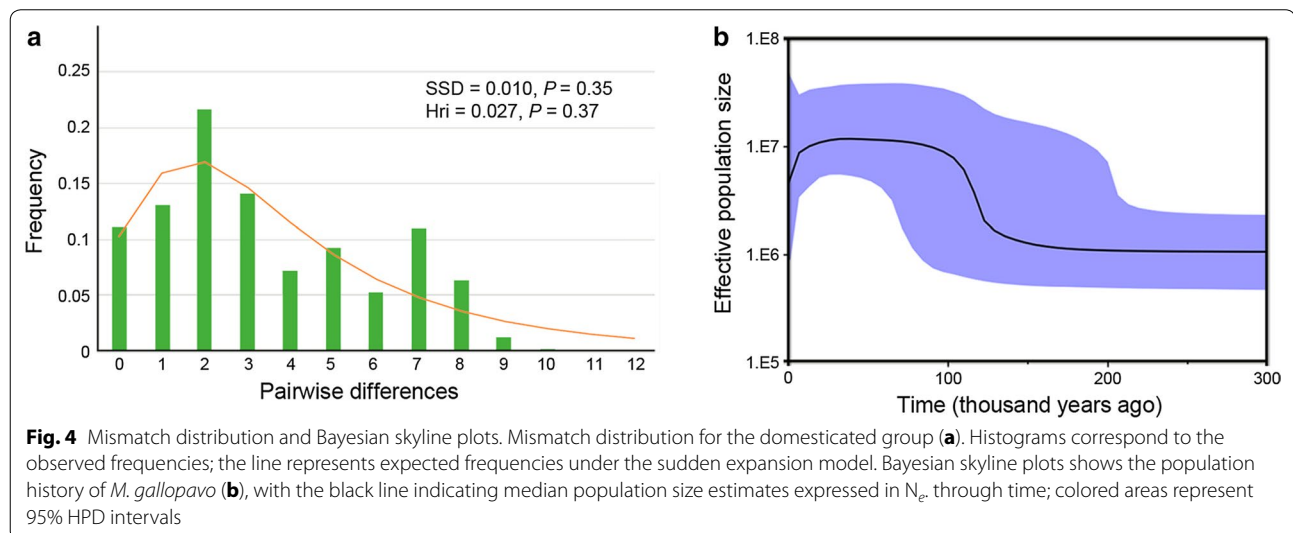 a
0.25
0.2
0.15
0.1
0.05
0
Frequency
SSD = 0.010, P = 0.35
Hri = 0.027, P = 0.37
0 1 2 3 4 5 6 7 8 9 10 11 12
Pairwise differences
b
1.E8
1.E7
1.E6
1.E5
Effective population size
0 100 200 300
Time (thousand years ago)
Fig. 4 Mismatch distribution and Bayesian skyline plots. Mismatch distribution for the domesticated group (a). Histograms correspond to the
observed frequencies; the line represents expected frequencies under the sudden expansion model. Bayesian skyline plots shows the population
history of M. gallopavo (b), with the black line indicating median population size estimates expressed in Ne. through time; colored areas represent
95% HPD intervals